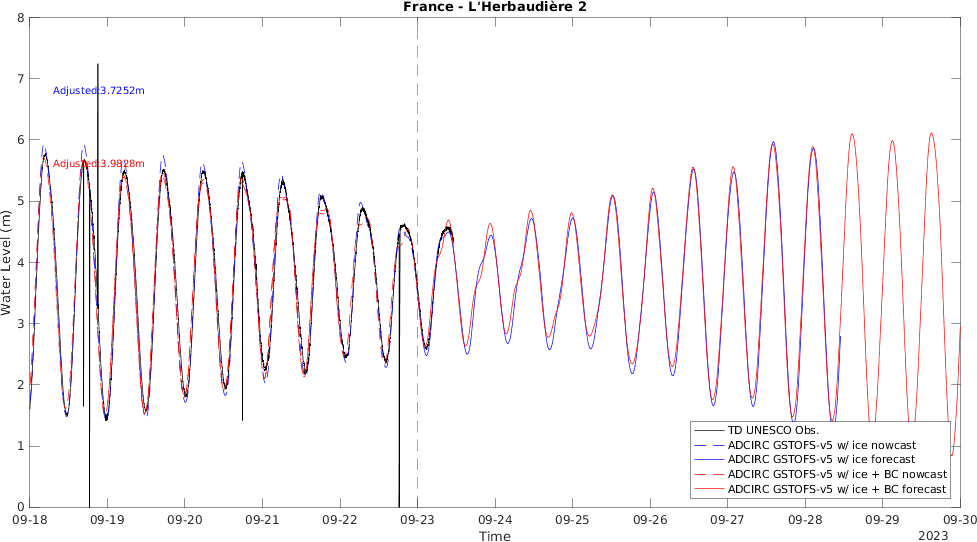 France - L'Herbaudière 2
8
7
6
5
4
3
2
1
0
Water Level (m)
Adjusted:3.7252m
Adjusted:3.9828m
TD UNESCO Obs.
ADCIRC GSTOFS-v5 w/ ice nowcast
ADCIRC GSTOFS-v5 w/ ice forecast
ADCIRC GSTOFS-v5 w/ ice + BC nowcast
ADCIRC GSTOFS-v5 w/ ice + BC forecast
09-18 09-19 09-20 09-21 09-22 09-23 09-24 09-25 09-26 09-27 09-28 09-29 09-30
Time
2023